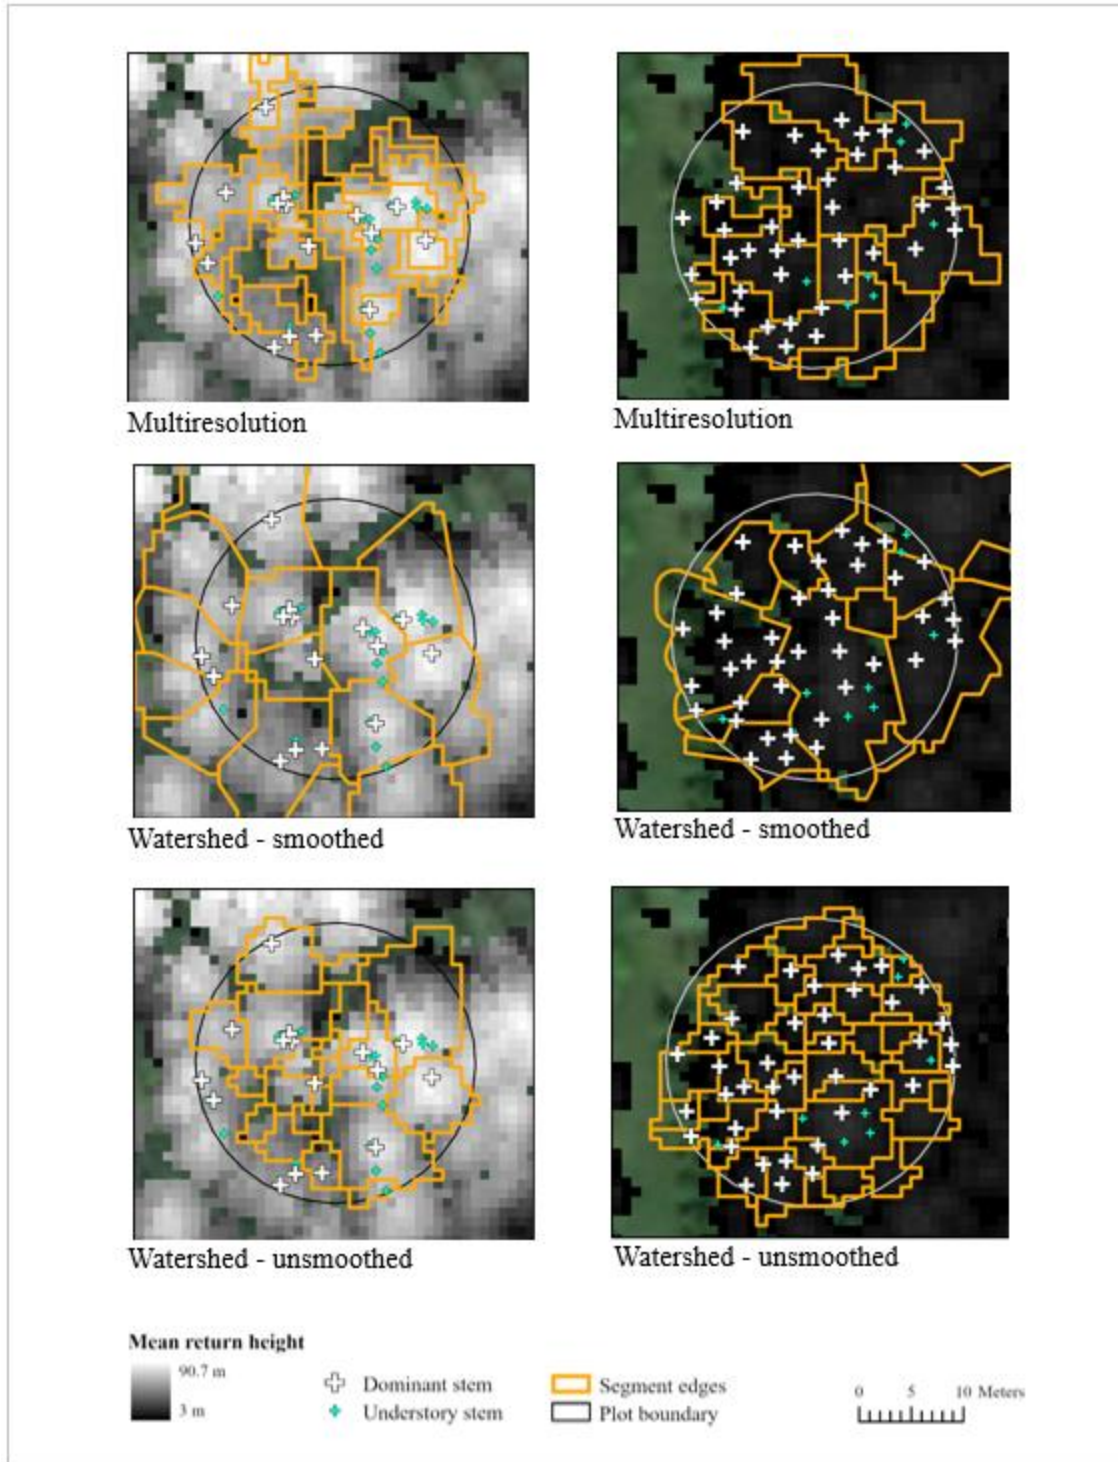 Multiresolution
Multiresolution
Watershed - smoothed
Watershed - smoothed
Watershed - unsmoothed
Watershed - unsmoothed
Mean return height
90.7 m
3 m
Dominant stem
Understory stem
Segment edges
Plot boundary
0 5 10 Meters